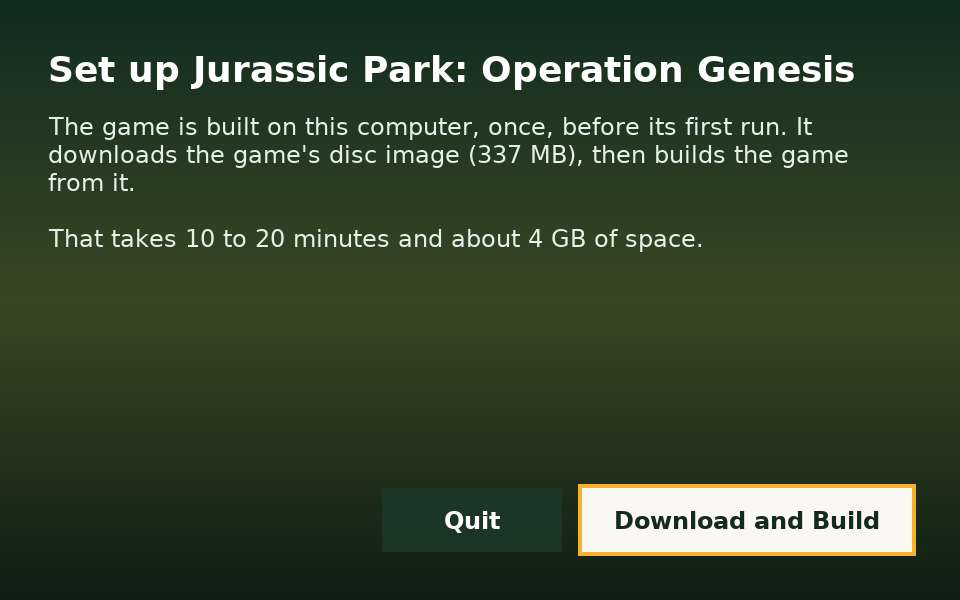 Set up Jurassic Park: Operation Genesis
The game is built on this computer, once, before its first run. It
downloads the game's disc image (337 MB), then builds the game
from it.
That takes 10 to 20 minutes and about 4 GB of space.
Quit
Download and Build